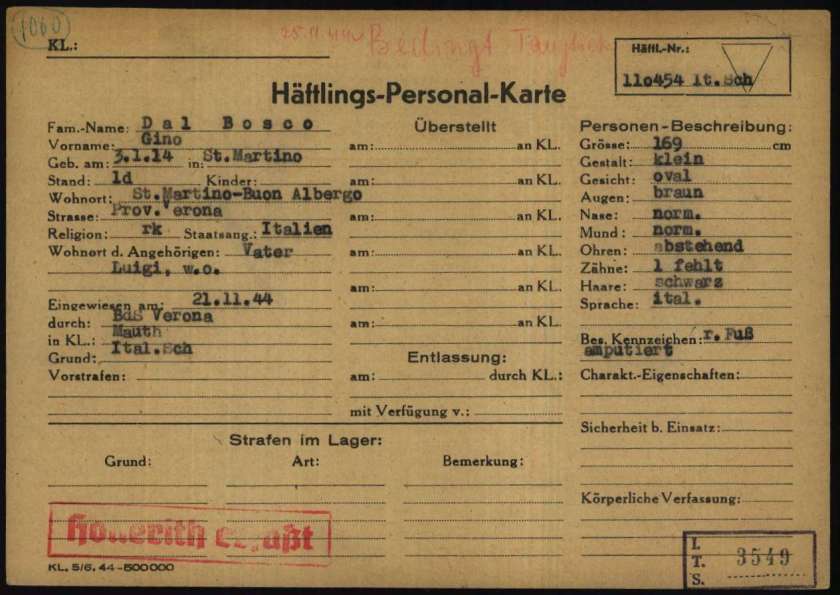 1060
KL.:
25.11.44 Bedingt Tauglich
Häftl.-Nr.:
110454 It.Sch
Häftlings-Personal-Karte
Fam.-Name: Dal Bosco
Vorname: Gino
Geb. am: 3.1.14 in: St.Martino
Stand: ld Kinder:
Wohnort: St.Martino-Buon Albergo
Strasse: Prov.Verona
Religion: rk Staatsang.: Italien
Wohnort d. Angehörigen: Vater
Luigi, w.o.
Eingewiesen am: 21.11.44
durch: BdS Verona
in KL.: Mauth
Grund: Ital.Sch
Vorstrafen:
Überstellt
am: an KL.
am: an KL.
am: an KL.
am: an KL.
am: an KL.
am: an KL.
Entlassung:
am: durch KL.:
mit Verfügung v.:
Personen-Beschreibung:
Grösse: 169 cm
Gestalt: klein
Gesicht: oval
Augen: braun
Nase: norm.
Mund: norm.
Ohren: abstehend
Zähne: 1 fehlt
Haare: schwarz
Sprache: ital.
Bes. Kennzeichen: r.Fuß
amputiert
Charakt.-Eigenschaften:
Sicherheit b. Einsatz:
Körperliche Verfassung:
Strafen im Lager:
Grund: Art: Bemerkung:
Hollerith erfaßt
KL. 5/6. 44-500000
I.
T. 3549
S.